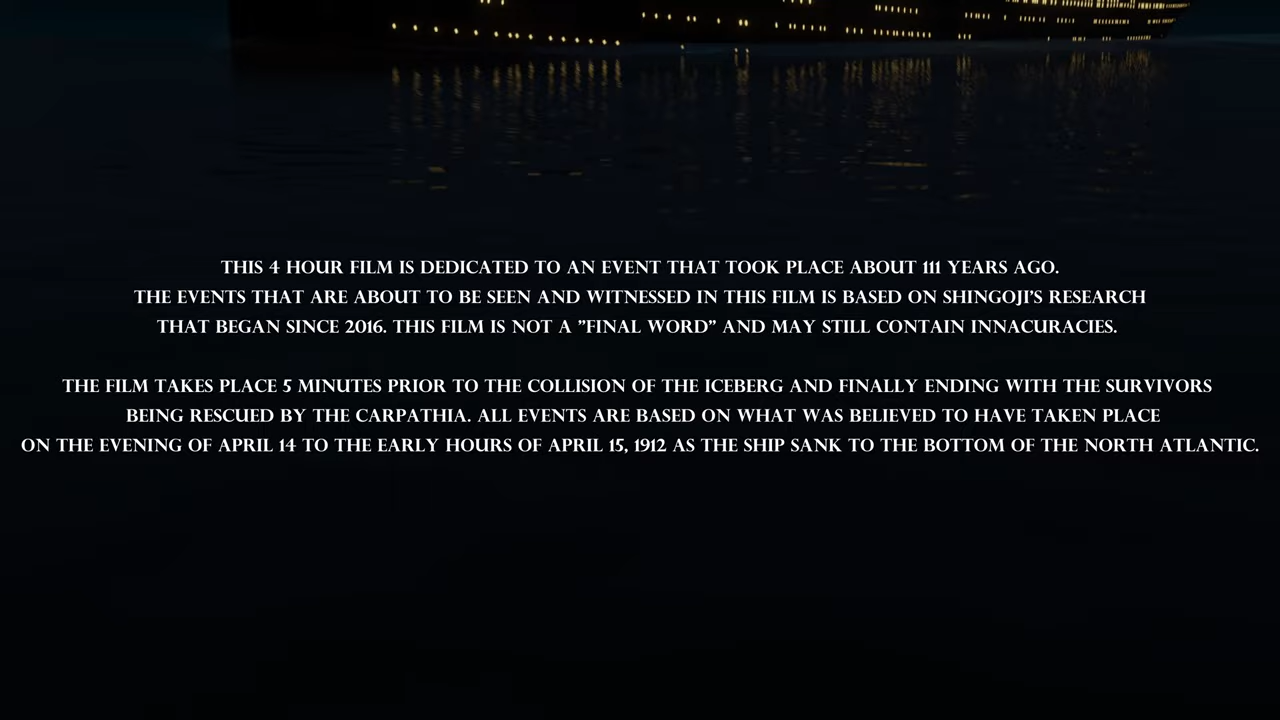 THIS 4 HOUR FILM IS DEDICATED TO AN EVENT THAT TOOK PLACE ABOUT 111 YEARS AGO.
THE EVENTS THAT ARE ABOUT TO BE SEEN AND WITNESSED IN THIS FILM IS BASED ON SHINGOJI'S RESEARCH
THAT BEGAN SINCE 2016. THIS FILM IS NOT A "FINAL WORD" AND MAY STILL CONTAIN INNACURACIES.
THE FILM TAKES PLACE 5 MINUTES PRIOR TO THE COLLISION OF THE ICEBERG AND FINALLY ENDING WITH THE SURVIVORS
BEING RESCUED BY THE CARPATHIA. ALL EVENTS ARE BASED ON WHAT WAS BELIEVED TO HAVE TAKEN PLACE
ON THE EVENING OF APRIL 14 TO THE EARLY HOURS OF APRIL 15, 1912 AS THE SHIP SANK TO THE BOTTOM OF THE NORTH ATLANTIC.